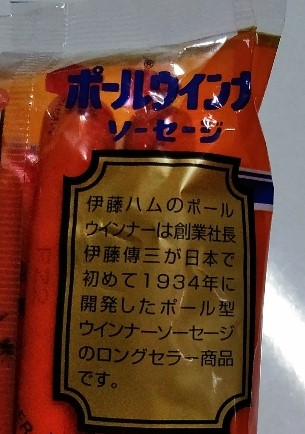 ポールウインナー
ソーセージ
伊藤ハムのポール
ウインナーは創業社長
伊藤傳三が日本で
初めて1934年に
開発したポール型
ウインナーソーセージ
のロングセラー商品
です。